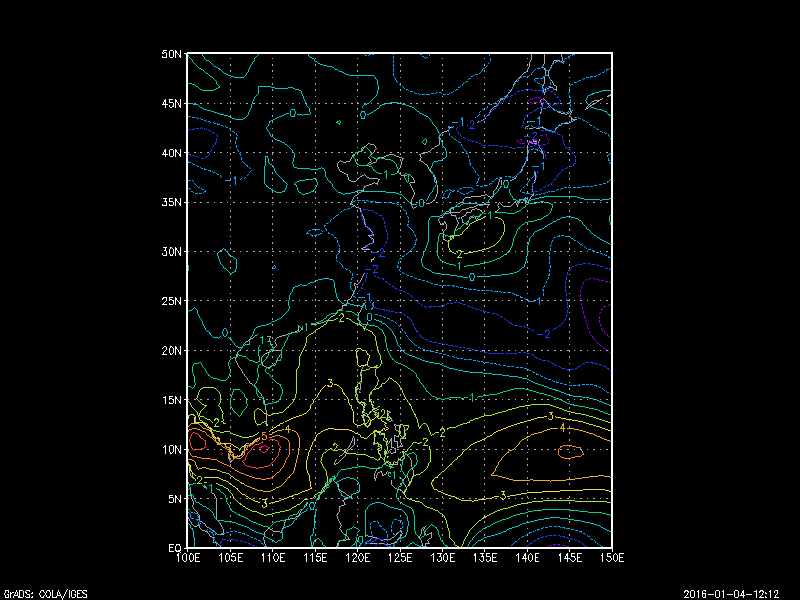 50N
45N
40N
35N
30N
25N
20N
15N
10N
5N
EQ
100E 105E 110E 115E 120E 125E 130E 135E 140E 145E 150E
0 0 -1 -2 -1
-2
-1 -1
1
0 0
1
-2
2
-2 1
0
-1 -1
0 2 0
1 1 -2
3
1
3
2 2
5 4 4
2 2
2 1
1
3 3
0
GrADS: COLA/IGES
2016-01-04-12:12